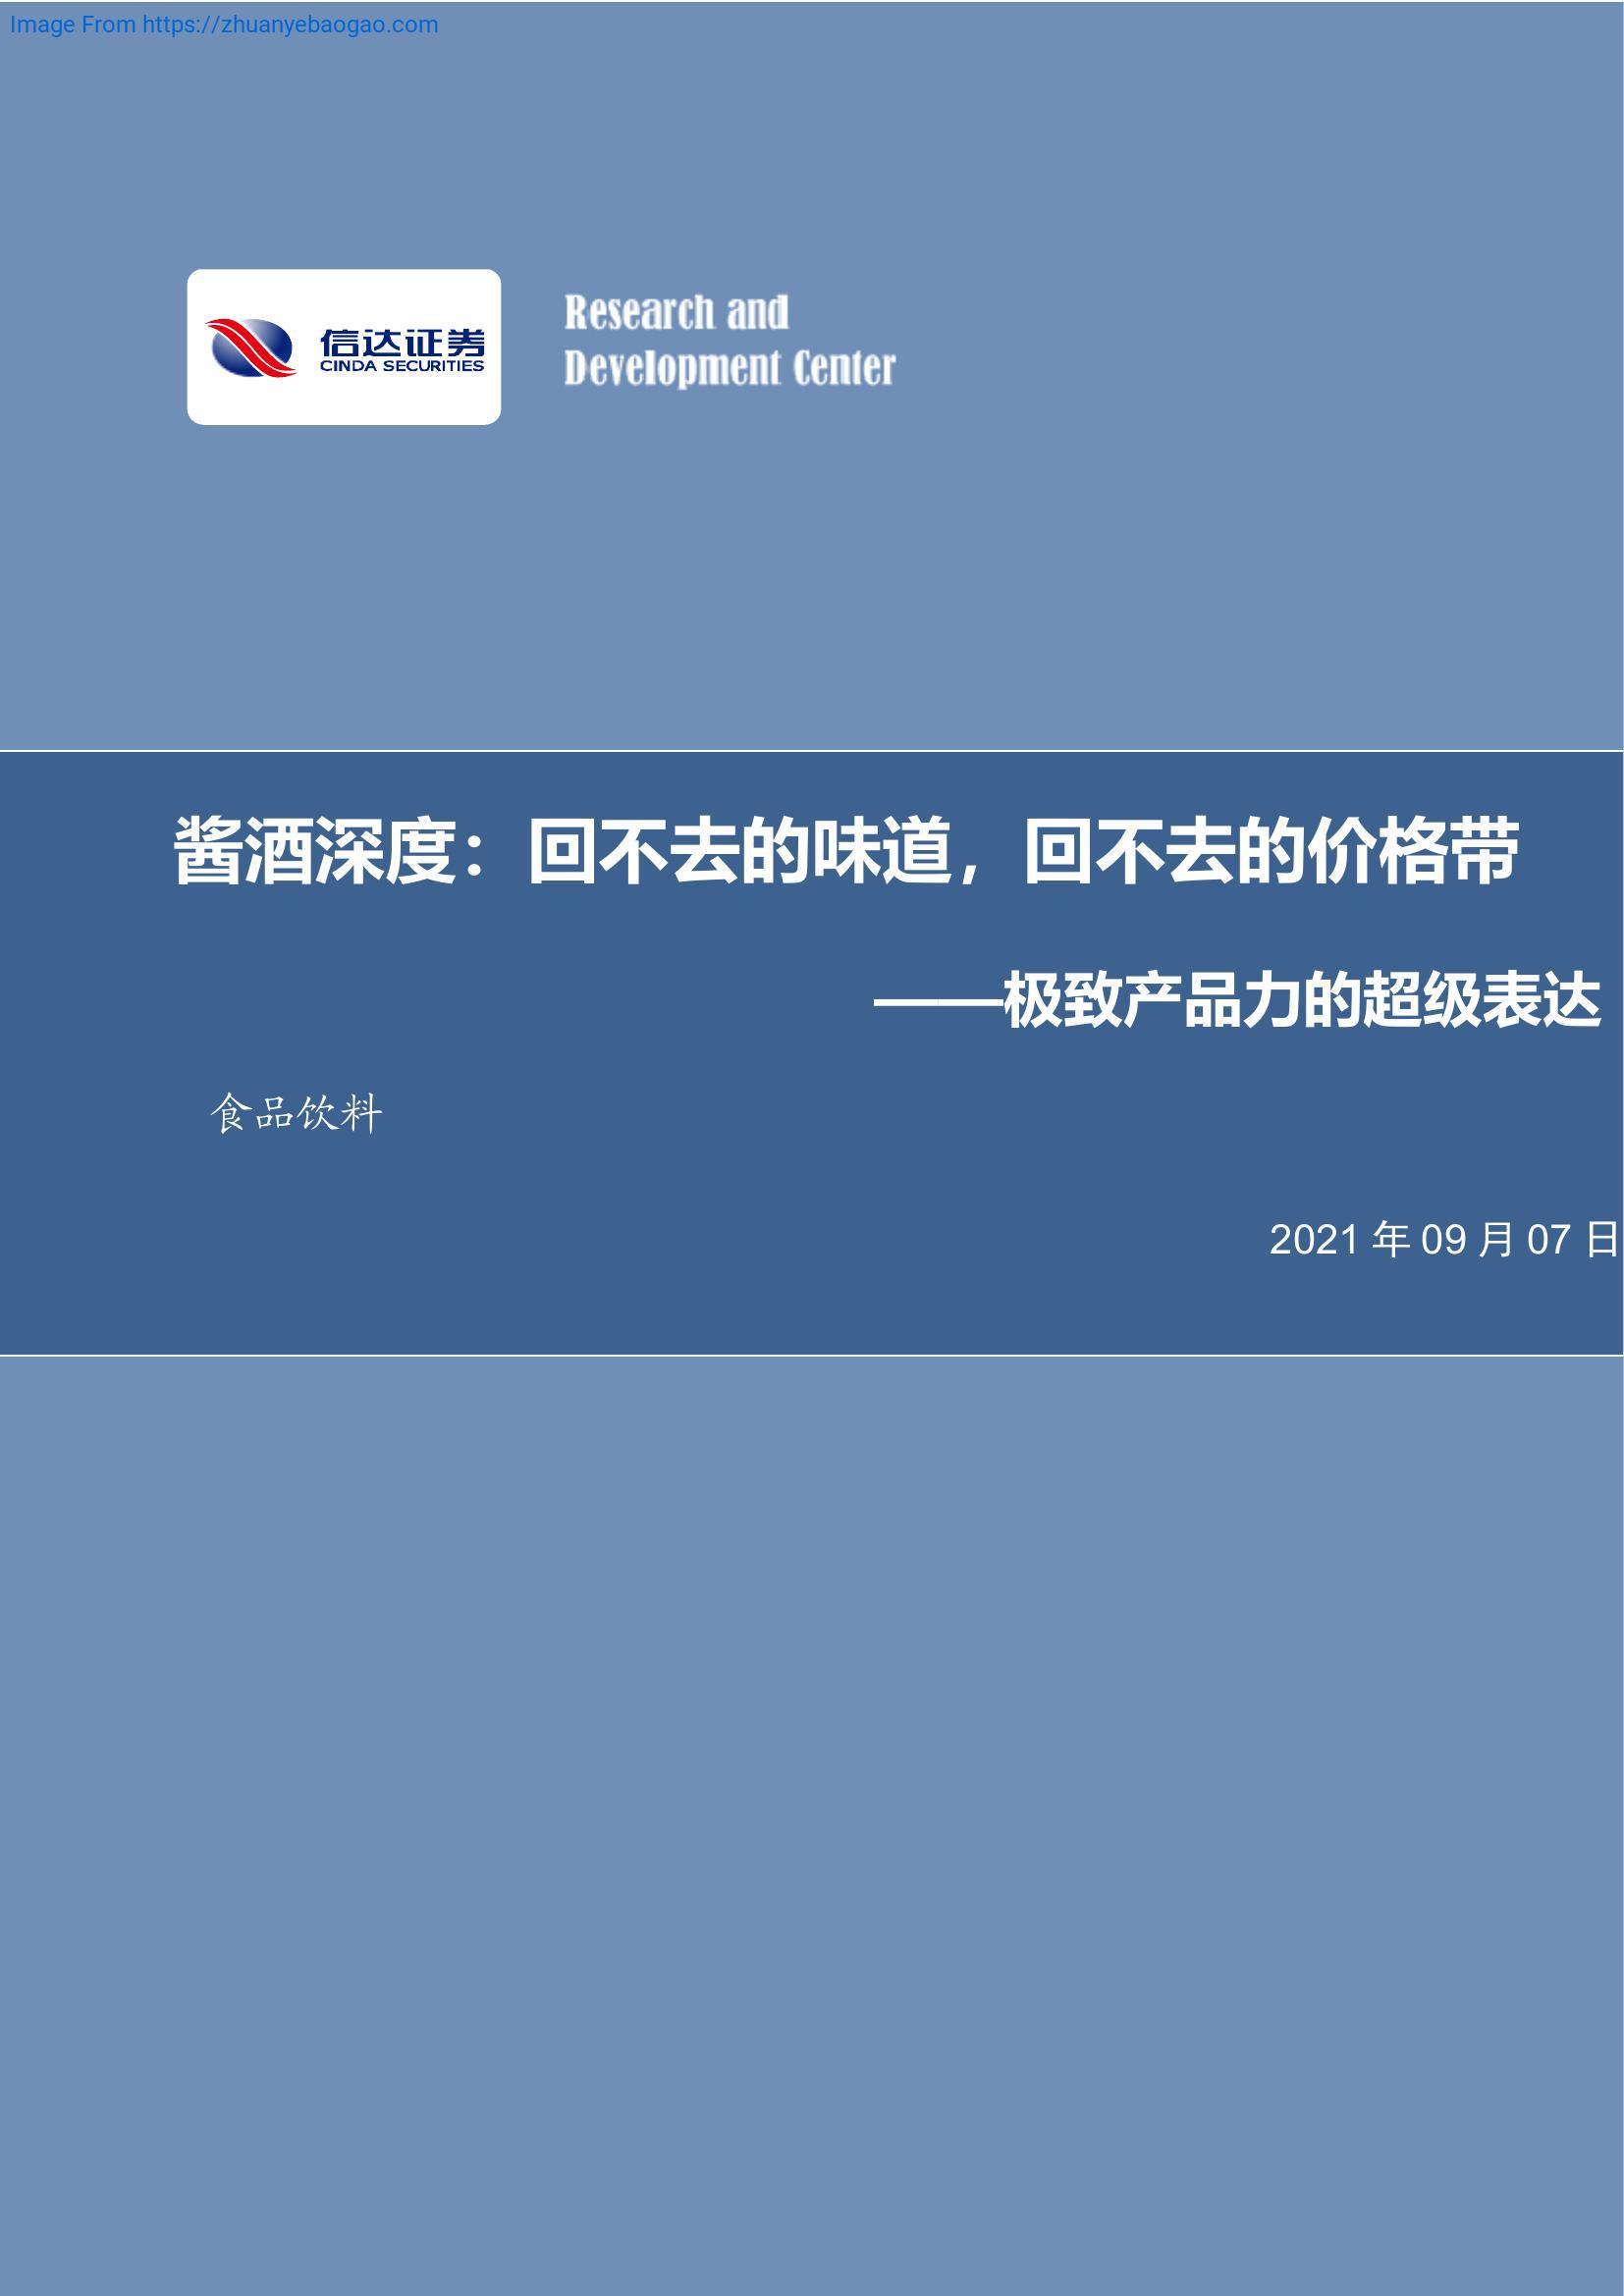 Image From https://zhuanyebaogao.com
信达证券
CINDA SECURITIES
Research and
Development Center
酱酒深度：回不去的味道，回不去的价格带
——极致产品力的超级表达
食品饮料
2021 年 09 月 07 日